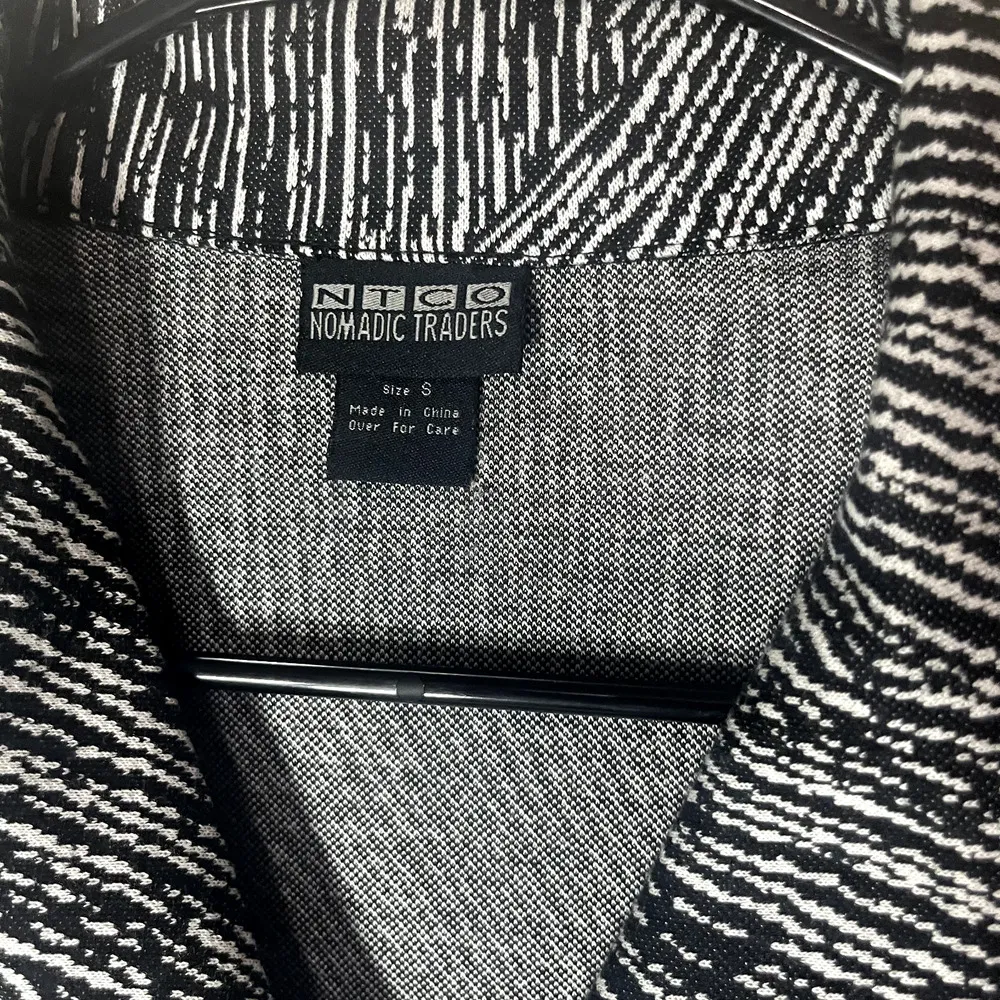 NTCO
NOMADIC TRADERS
Size S
Made in China
Over For Care